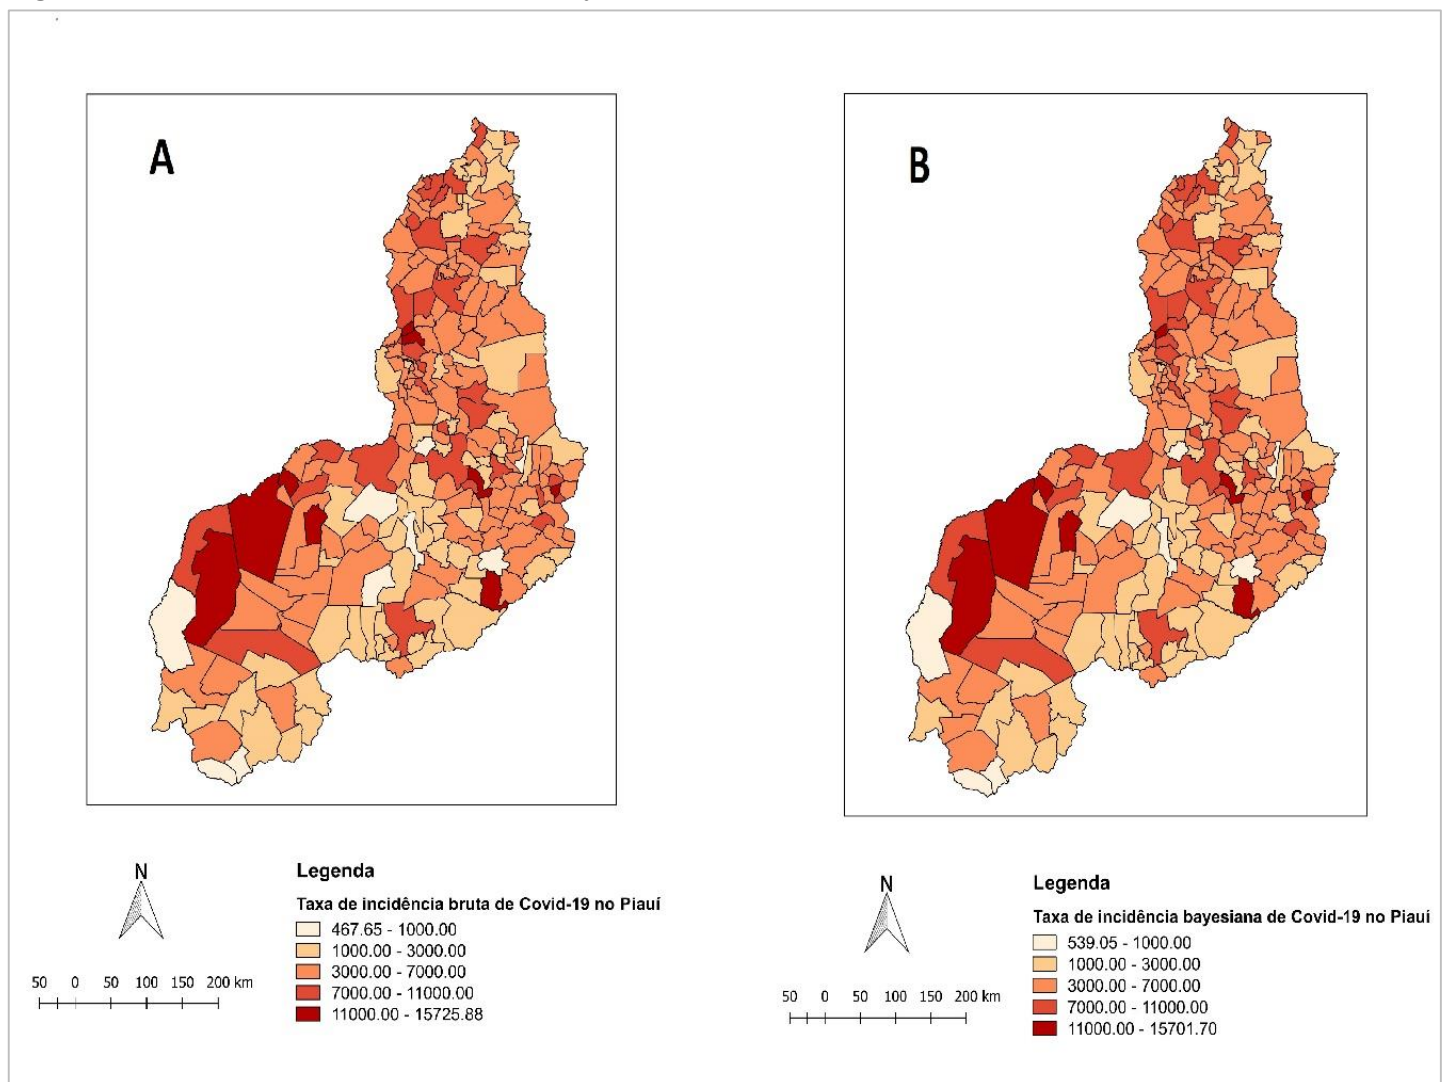 A
B
N
Legenda
Taxa de incidência bruta de Covid-19 no Piauí
467.65 - 1000.00
1000.00 - 3000.00
3000.00 - 7000.00
7000.00 - 11000.00
11000.00 - 15725.88
50 0 50 100 150 200 km
N
Legenda
Taxa de incidência bayesiana de Covid-19 no Piauí
539.05 - 1000.00
1000.00 - 3000.00
3000.00 - 7000.00
7000.00 - 11000.00
11000.00 - 15701.70
50 0 50 100 150 200 km